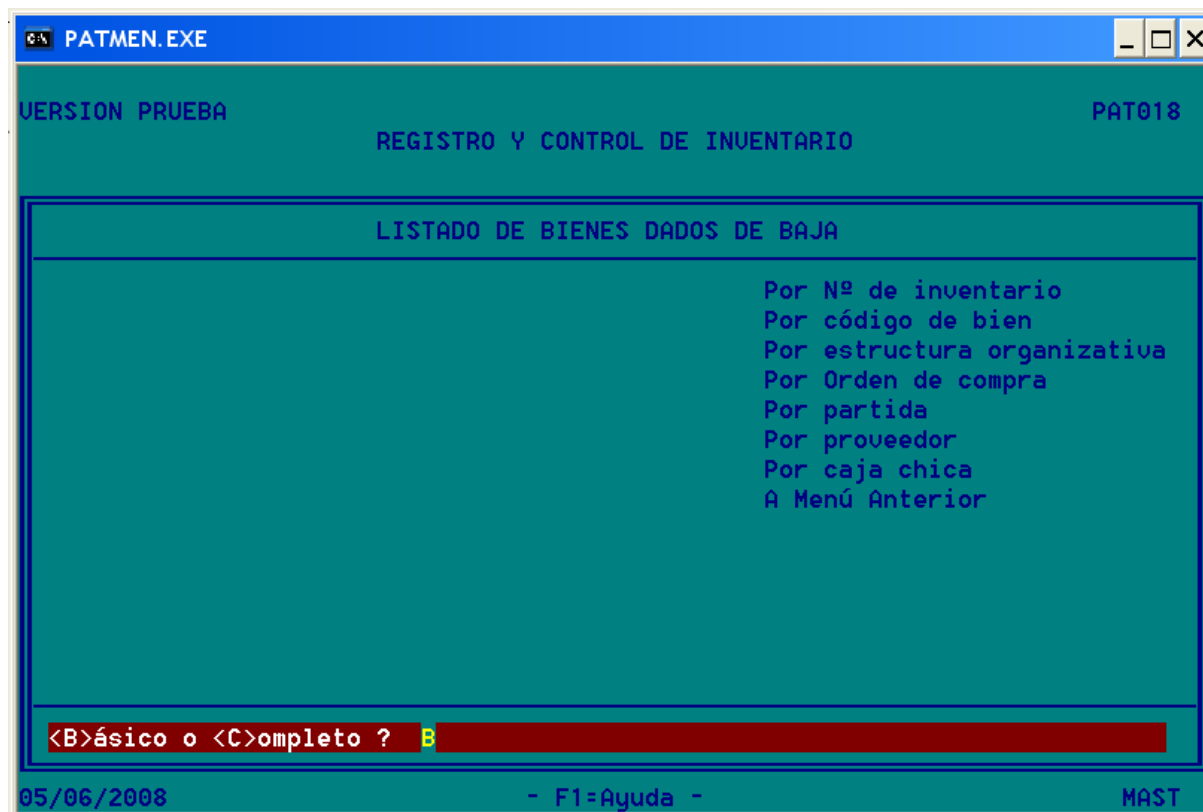 PATMEN.EXE
VERSION PRUEBA PAT018
REGISTRO Y CONTROL DE INVENTARIO
LISTADO DE BIENES DADOS DE BAJA
Por Nº de inventario
Por código de bien
Por estructura organizativa
Por Orden de compra
Por partida
Por proveedor
Por caja chica
A Menú Anterior
<B>ásico o <C>ompleto ? B
05/06/2008 - F1=Ayuda - MAST